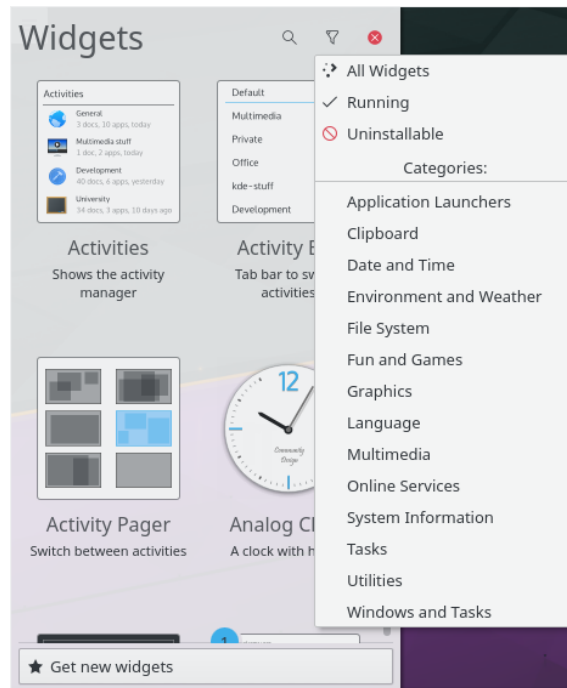 Widgets
Activities
General
3 docs, 10 apps, today
Multimedia stuff
1 doc, 2 apps, today
Development
40 docs, 6 apps, yesterday
University
34 docs, 3 apps, 10 days ago
Activities
Shows the activity
manager
Default
Multimedia
Private
Office
kde-stuff
Development
Activity
Tab bar to
activities
Activity Pager
Switch between activities
12
Community
Design
Analog
A clock with
1
Get new widgets
All Widgets
Running
Uninstallable
Categories:
Application Launchers
Clipboard
Date and Time
Environment and Weather
File System
Fun and Games
Graphics
Language
Multimedia
Online Services
System Information
Tasks
Utilities
Windows and Tasks